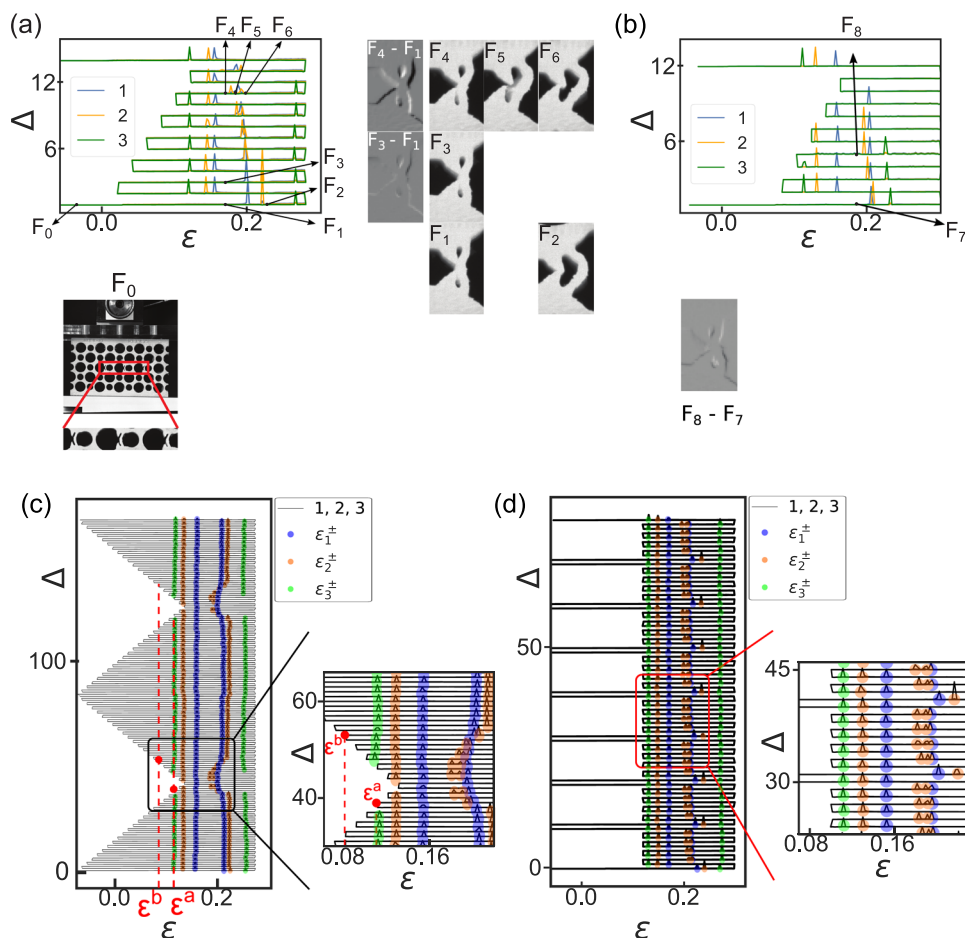 (a)
F4 F5 F6
12
Δ
6
1
2
3
F3
F2
F0
0.0
0.2
F1
ε
F4 - F1
F4
F5
F6
F3 - F1
F3
F1
F2
(b)
F8
12
Δ
6
1
2
3
0.0
0.2
F7
ε
F0
F8 - F7
(c)
1, 2, 3
ε1±
ε2±
ε3±
Δ
100
0
0.0
0.2
εb εa
ε
60
Δ
40
εb
εa
0.08
0.16
ε
(d)
1, 2, 3
ε1±
ε2±
ε3±
Δ
50
0
0.0
0.2
ε
45
Δ
30
0.08
0.16
ε